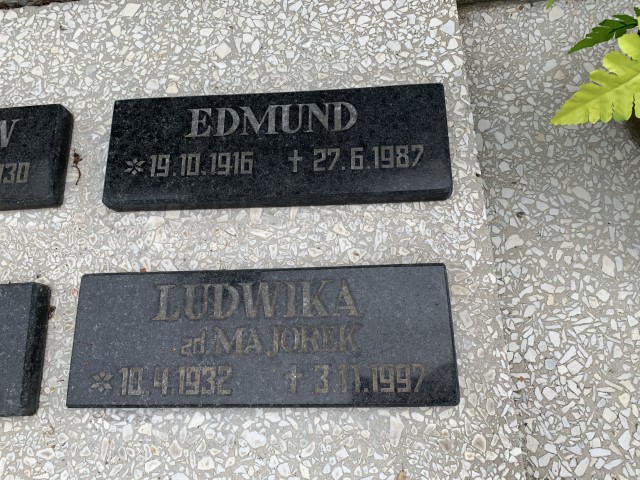 EDMUND
*19.10.1916 †27.6.1987
LUDWIKA
zd. MAJOREK
*10.4.1932 †3.11.1997